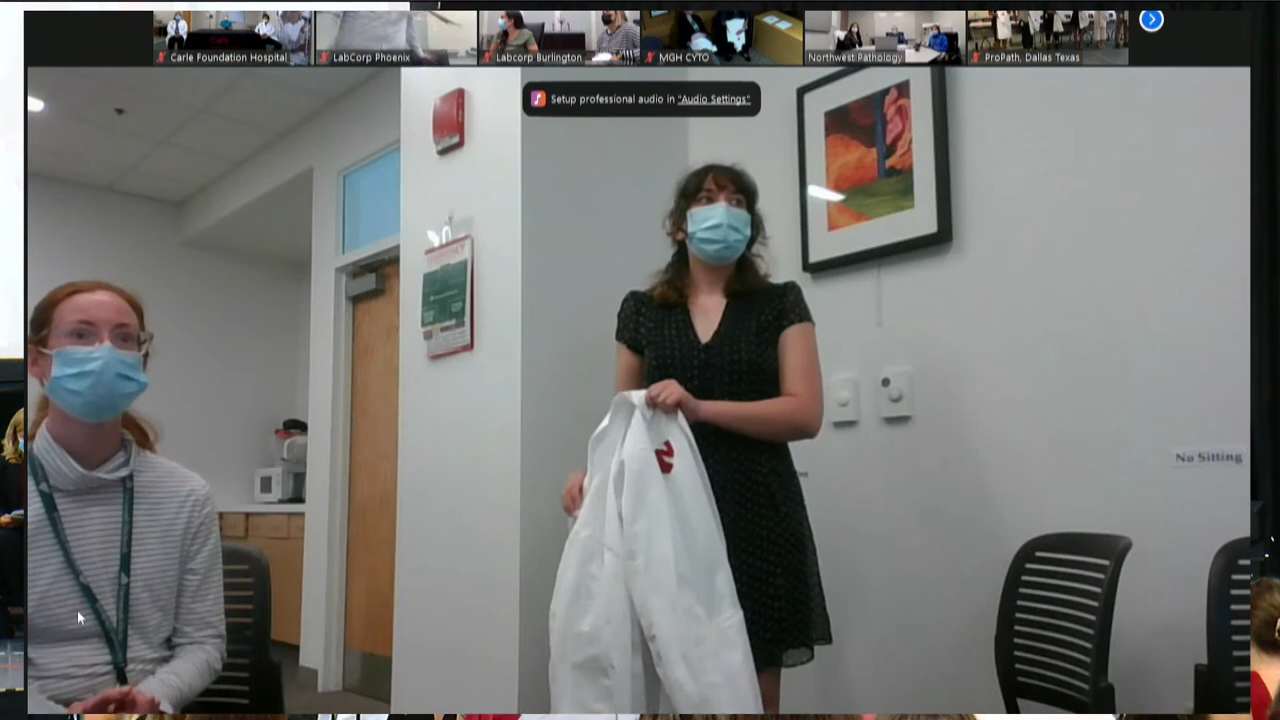 Carle Foundation Hospital
LabCorp Phoenix
Labcorp Burlington
MGH CYTO
Northwest Pathology
ProPath, Dallas Texas
Setup professional audio in "Audio Settings"
No Sitting